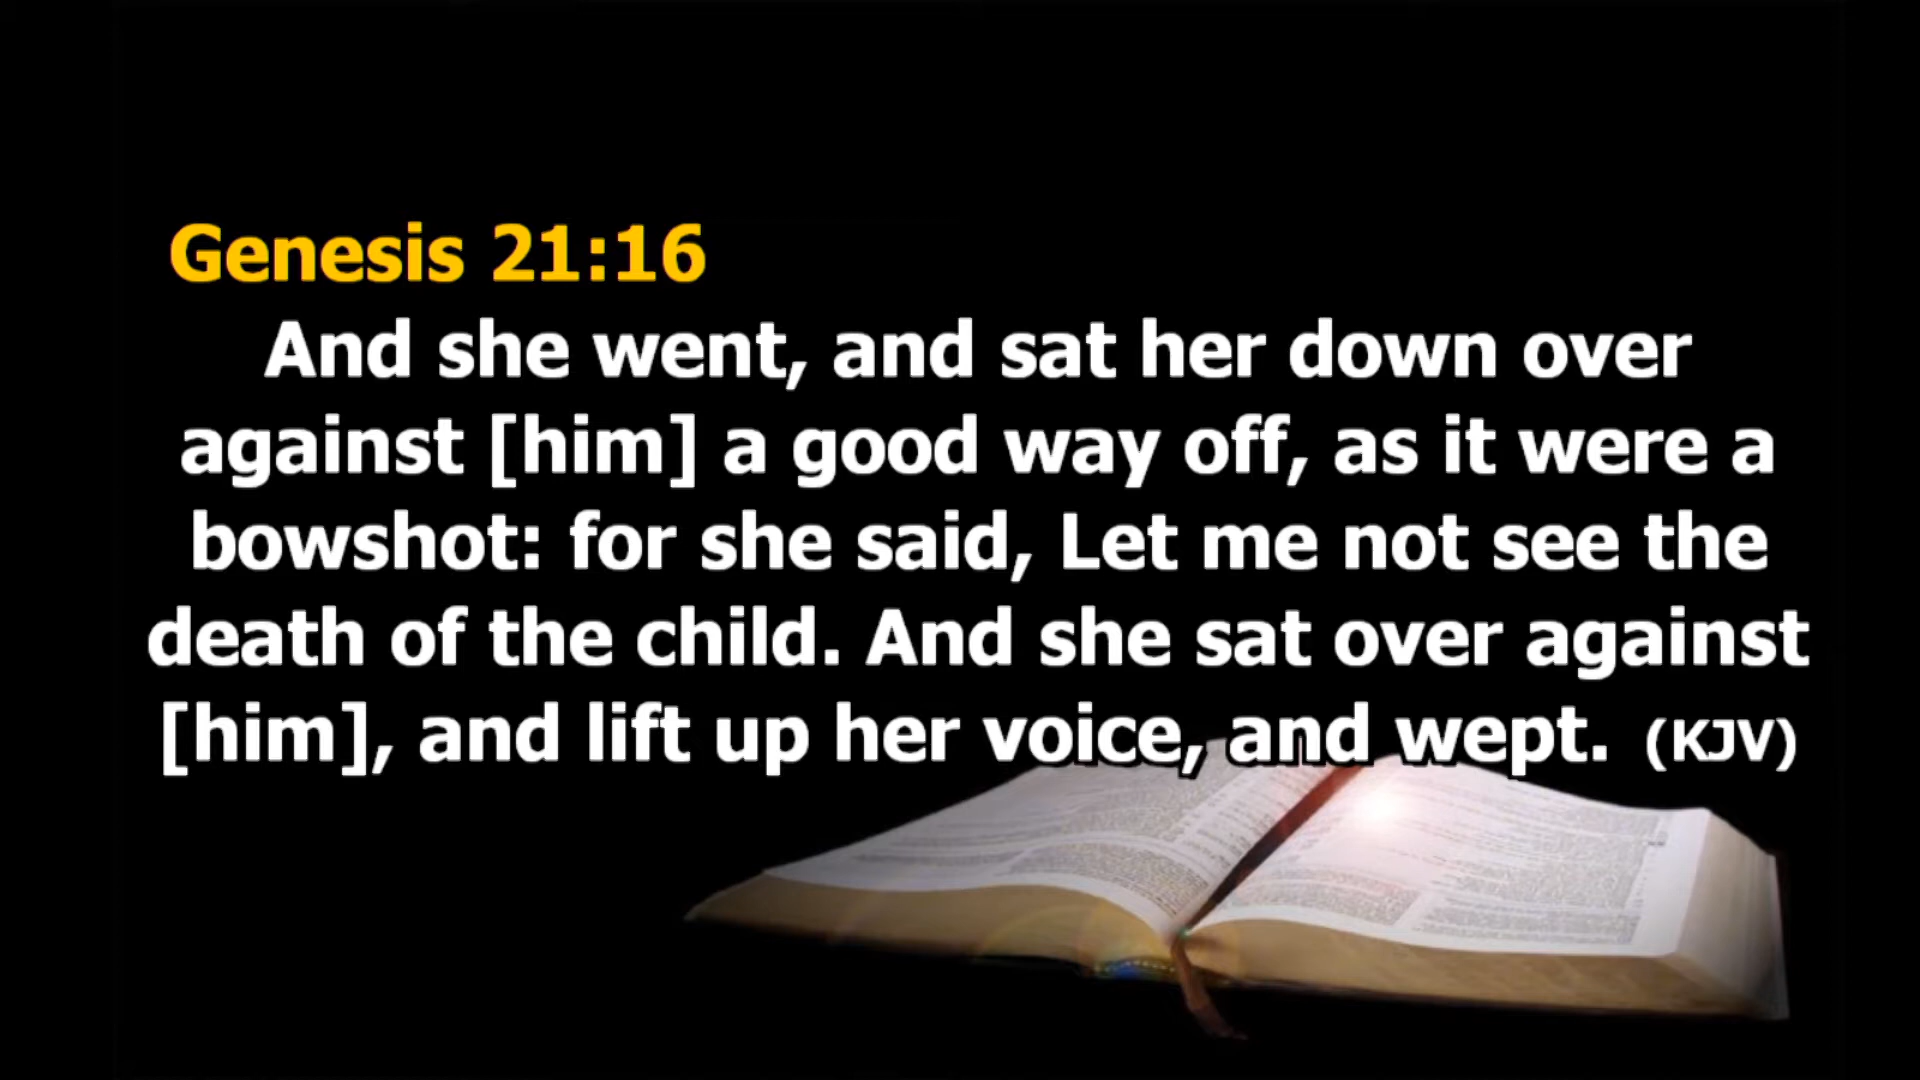 Genesis 21:16
And she went, and sat her down over
against [him] a good way off, as it were a
bowshot: for she said, Let me not see the
death of the child. And she sat over against
[him], and lift up her voice, and wept. (KJV)